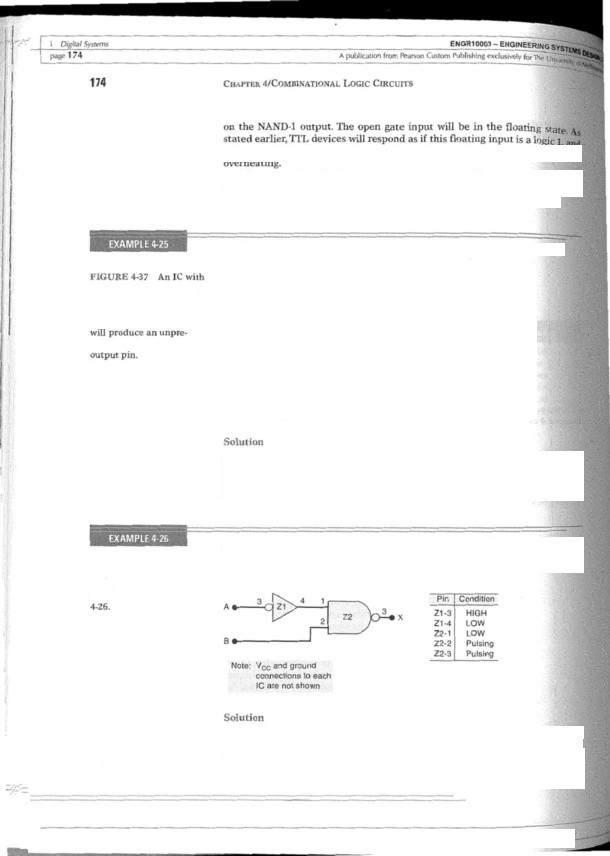 1 Digital Systems
page 174
ENGR10003 – ENGINEERING SYSTEMS DESIGN
A publication from Pearson Custom Publishing exclusively for The University of
174
CHAPTER 4/COMBINATIONAL LOGIC CIRCUITS
on the NAND-1 output. The open gate input will be in the floating state. As
stated earlier, TTL devices will respond as if this floating input is a logic 1, and
overheating.
EXAMPLE 4-25
FIGURE 4-37 An IC with
will produce an unpre-
output pin.
Solution
EXAMPLE 4-26
4-26.
A 3 Z1 4 1 Z2 3 X
2
B
Note: VCC and ground
connections to each
IC are not shown
Pin Condition
Z1-3 HIGH
Z1-4 LOW
Z2-1 LOW
Z2-2 Pulsing
Z2-3 Pulsing
Solution